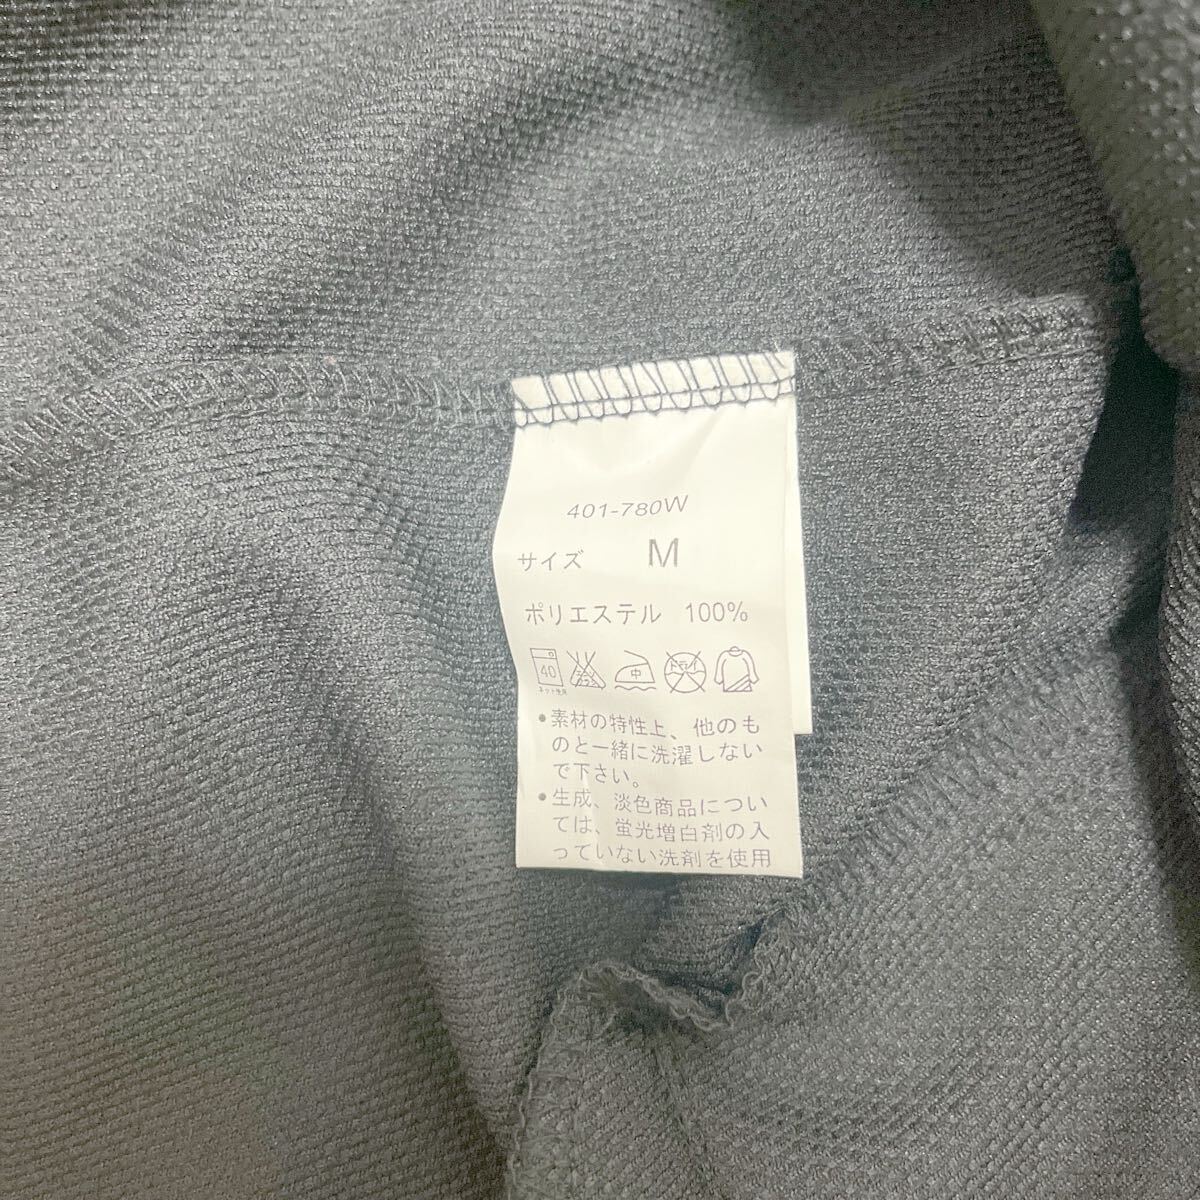 401-780W
サイズ M
ポリエステル 100%
40 中 ドライ
ネット使用
•素材の特性上、他のも
のと一緒に洗濯しない
で下さい。
•生成、淡色商品につい
ては、蛍光増白剤の入
っていない洗剤を使用